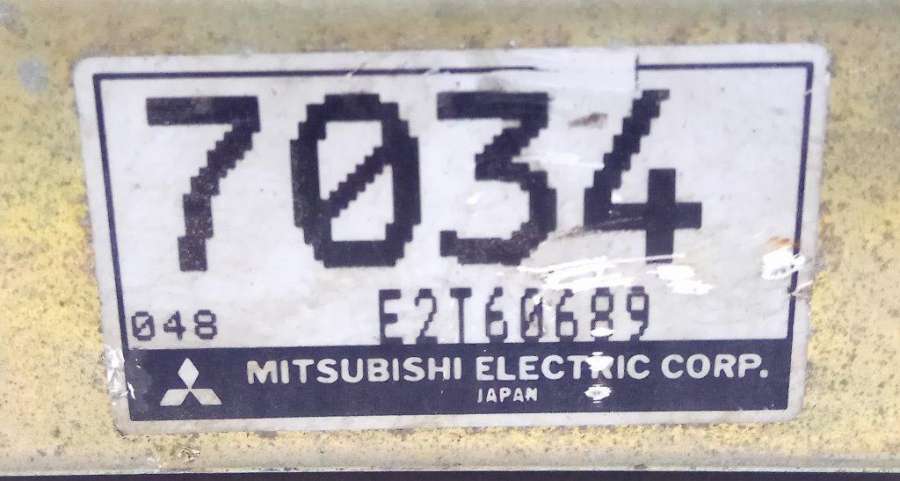 7034
048 E2T60689
MITSUBISHI ELECTRIC CORP.
JAPAN